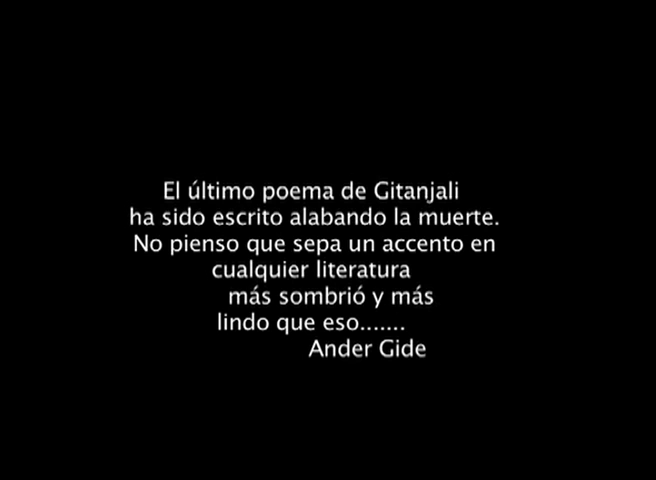 El último poema de Gitanjali
ha sido escrito alabando la muerte.
No pienso que sepa un accento en
cualquier literatura
más sombrió y más
lindo que eso.......
Ander Gide